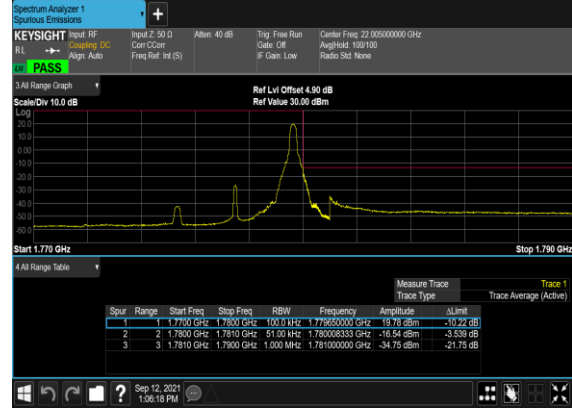 Spectrum Analyzer 1
Spurious Emissions
+
KEYSIGHT Input: RF Input Z: 50 Ω Atten: 40 dB Trig: Free Run Center Freq: 22.005000000 GHz
RL Coupling: DC Corr CCorr Gate: Off Avg|Hold: 100/100
Align: Auto Freq Ref: Int (S) IF Gain: Low Radio Std: None
PASS
3 All Range Graph Ref Lvl Offset 4.90 dB
Scale/Div 10.0 dB Ref Value 30.00 dBm
Log
20.0
10.0
0.00
-10.0
-20.0
-30.0
-40.0
-50.0
-60.0
Start 1.770 GHz Stop 1.790 GHz
4 All Range Table
Measure Trace Trace 1
Trace Type Trace Average (Active)
Spur Range Start Freq Stop Freq RBW Frequency Amplitude ΔLimit
1 1 1.7700 GHz 1.7800 GHz 100.0 kHz 1.779650000 GHz 19.78 dBm -10.22 dB
2 2 1.7800 GHz 1.7810 GHz 51.00 kHz 1.780008333 GHz -16.54 dBm -3.539 dB
3 3 1.7810 GHz 1.7900 GHz 1.000 MHz 1.781000000 GHz -34.75 dBm -21.75 dB
? Sep 12, 2021
1:06:18 PM